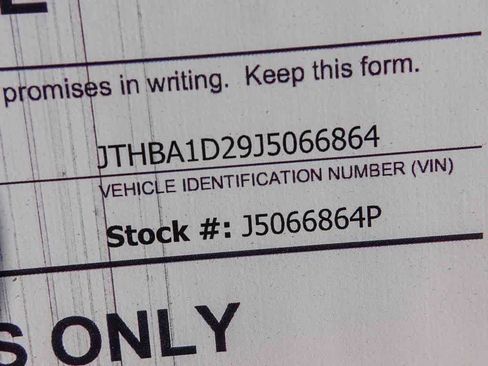 promises in writing. Keep this form.
JTHBA1D29J5066864
VEHICLE IDENTIFICATION NUMBER (VIN)
Stock #: J5066864P
S ONLY